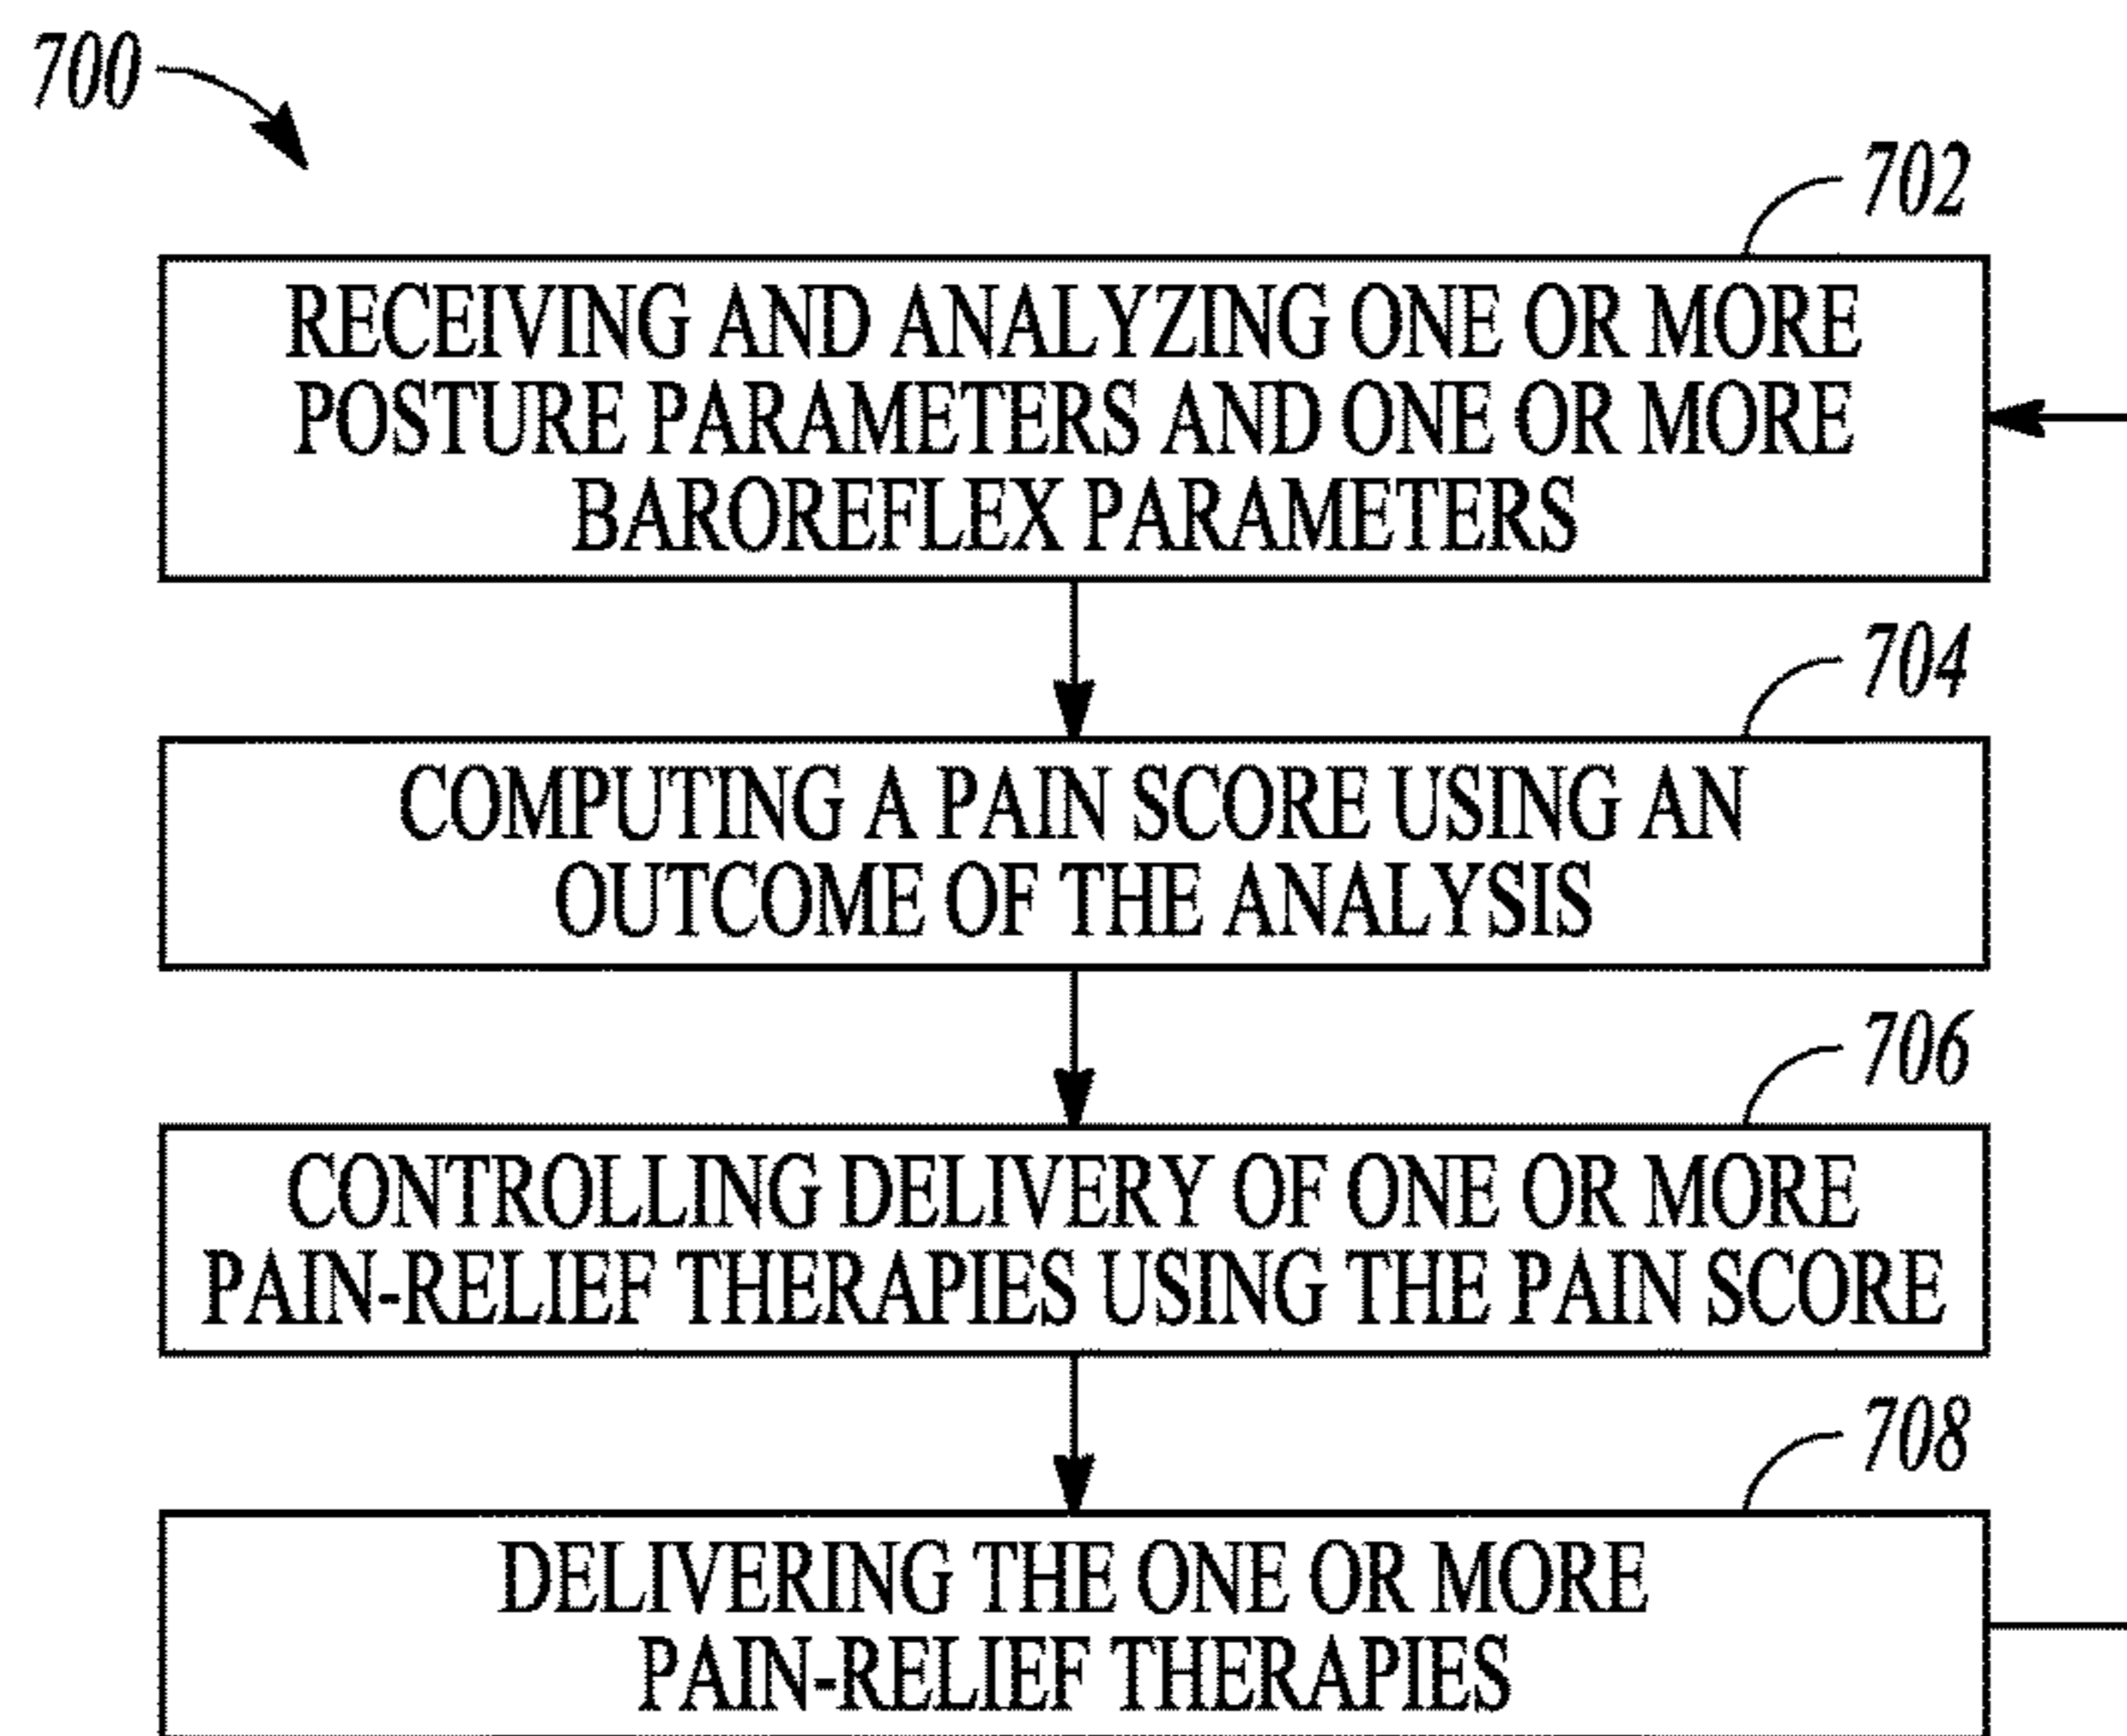 700
702
RECEIVING AND ANALYZING ONE OR MORE
POSTURE PARAMETERS AND ONE OR MORE
BAROREFLEX PARAMETERS
704
COMPUTING A PAIN SCORE USING AN
OUTCOME OF THE ANALYSIS
706
CONTROLLING DELIVERY OF ONE OR MORE
PAIN-RELIEF THERAPIES USING THE PAIN SCORE
708
DELIVERING THE ONE OR MORE
PAIN-RELIEF THERAPIES